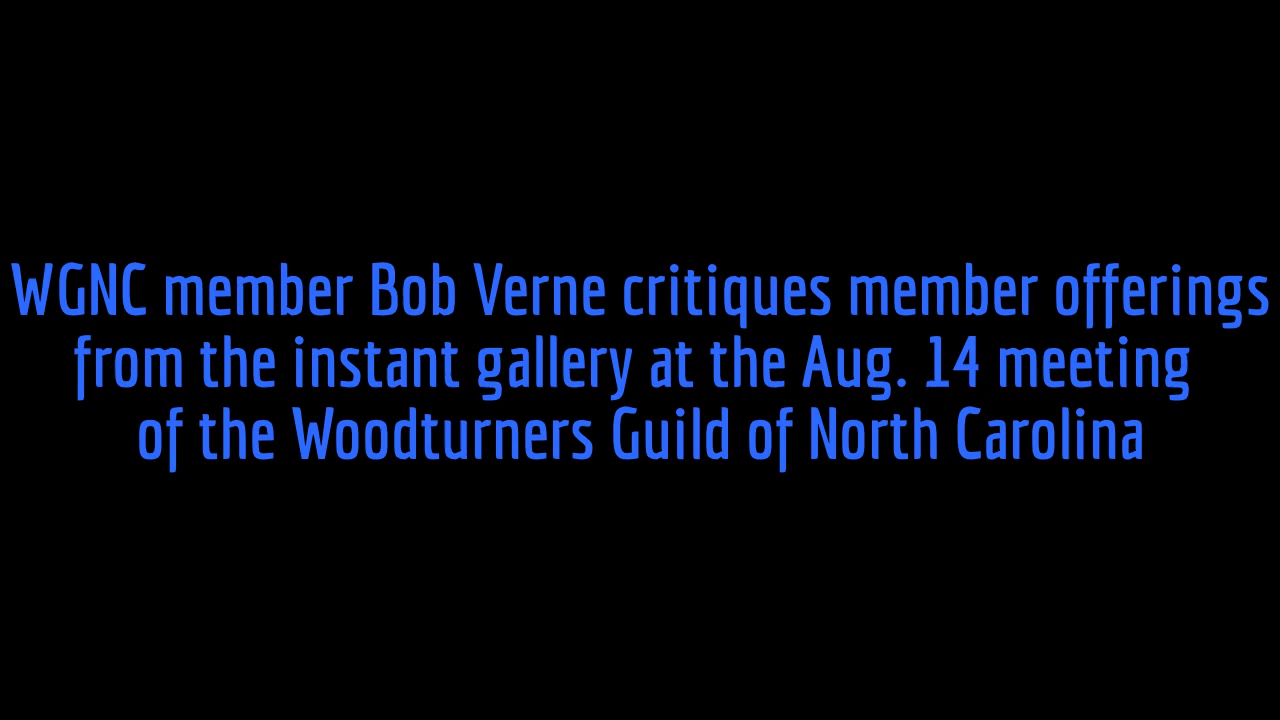 WGNC member Bob Verne critiques member offerings
from the instant gallery at the Aug. 14 meeting
of the Woodturners Guild of North Carolina